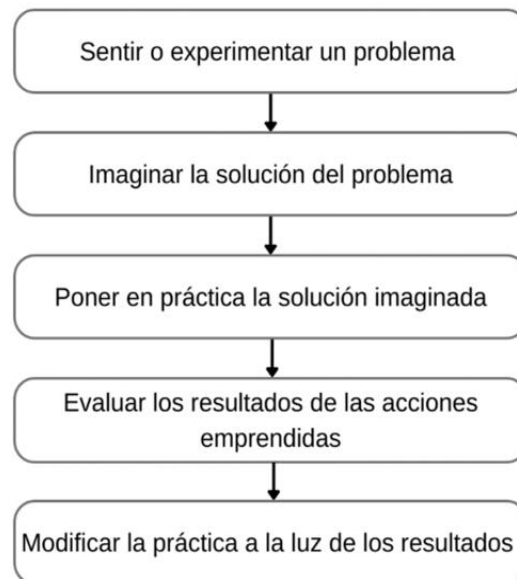 Sentir o experimentar un problema
Imaginar la solución del problema
Poner en práctica la solución imaginada
Evaluar los resultados de las acciones
emprendidas
Modificar la práctica a la luz de los resultados